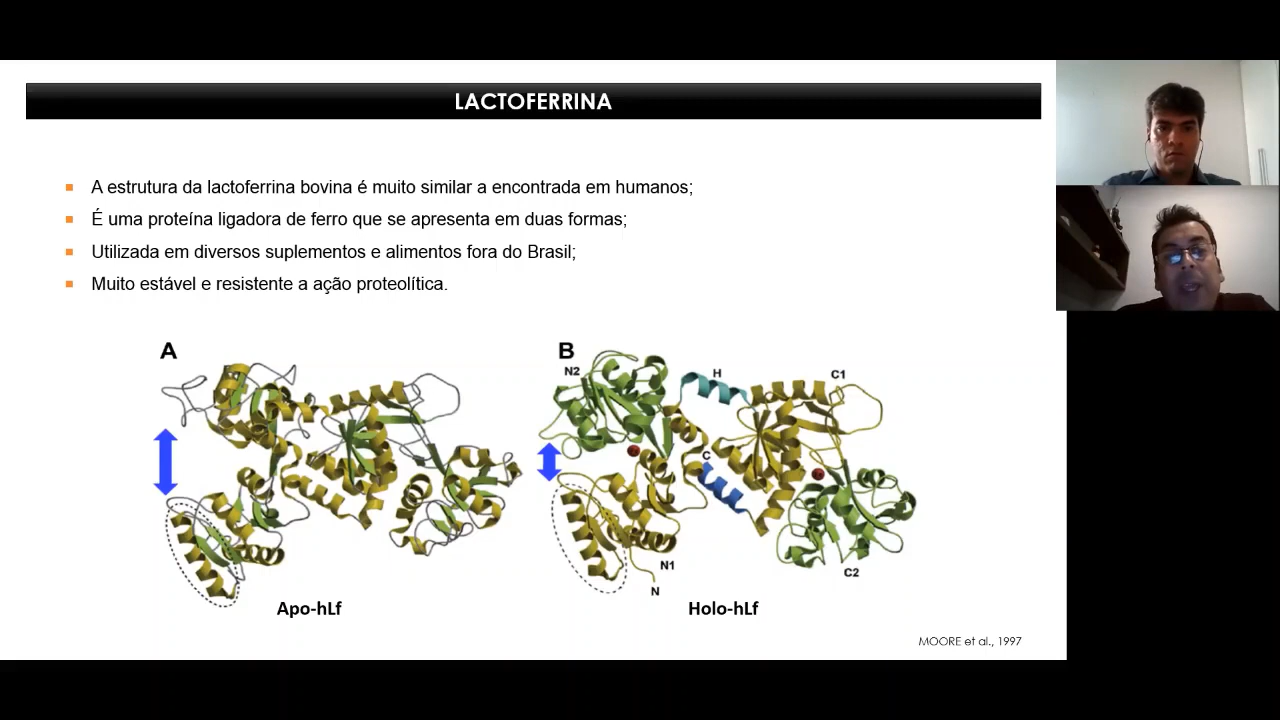 LACTOFERRINA
A estrutura da lactoferrina bovina é muito similar a encontrada em humanos;
É uma proteína ligadora de ferro que se apresenta em duas formas;
Utilizada em diversos suplementos e alimentos fora do Brasil;
Muito estável e resistente a ação proteolítica.
A
B
N2
H
C1
C
N1
N
C2
Apo-hLf
Holo-hLf
MOORE et al., 1997